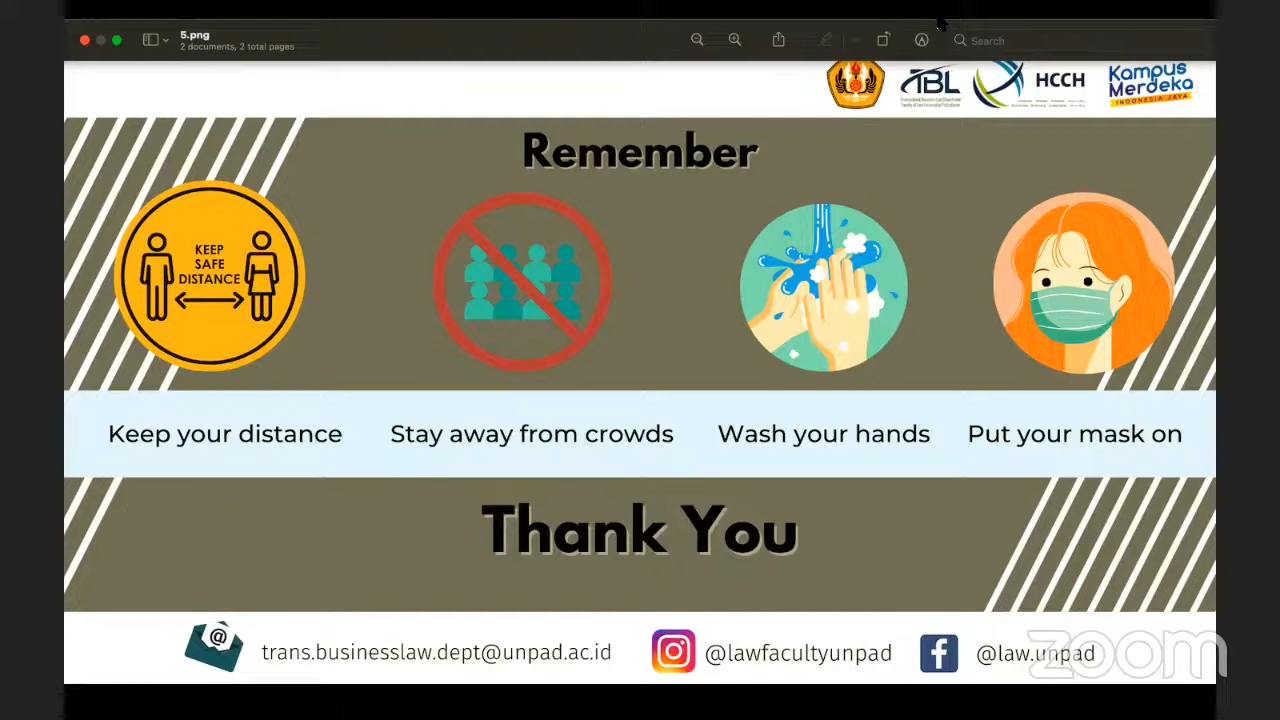 5.png
2 documents, 2 total pages
Search
TBL
HCCH
Kampus
Merdeka
INDONESIA JAYA
Remember
KEEP
SAFE
DISTANCE
Keep your distance
Stay away from crowds
Wash your hands
Put your mask on
Thank You
@
trans.businesslaw.dept@unpad.ac.id
@lawfacultyunpad
@law.unpad
zoom